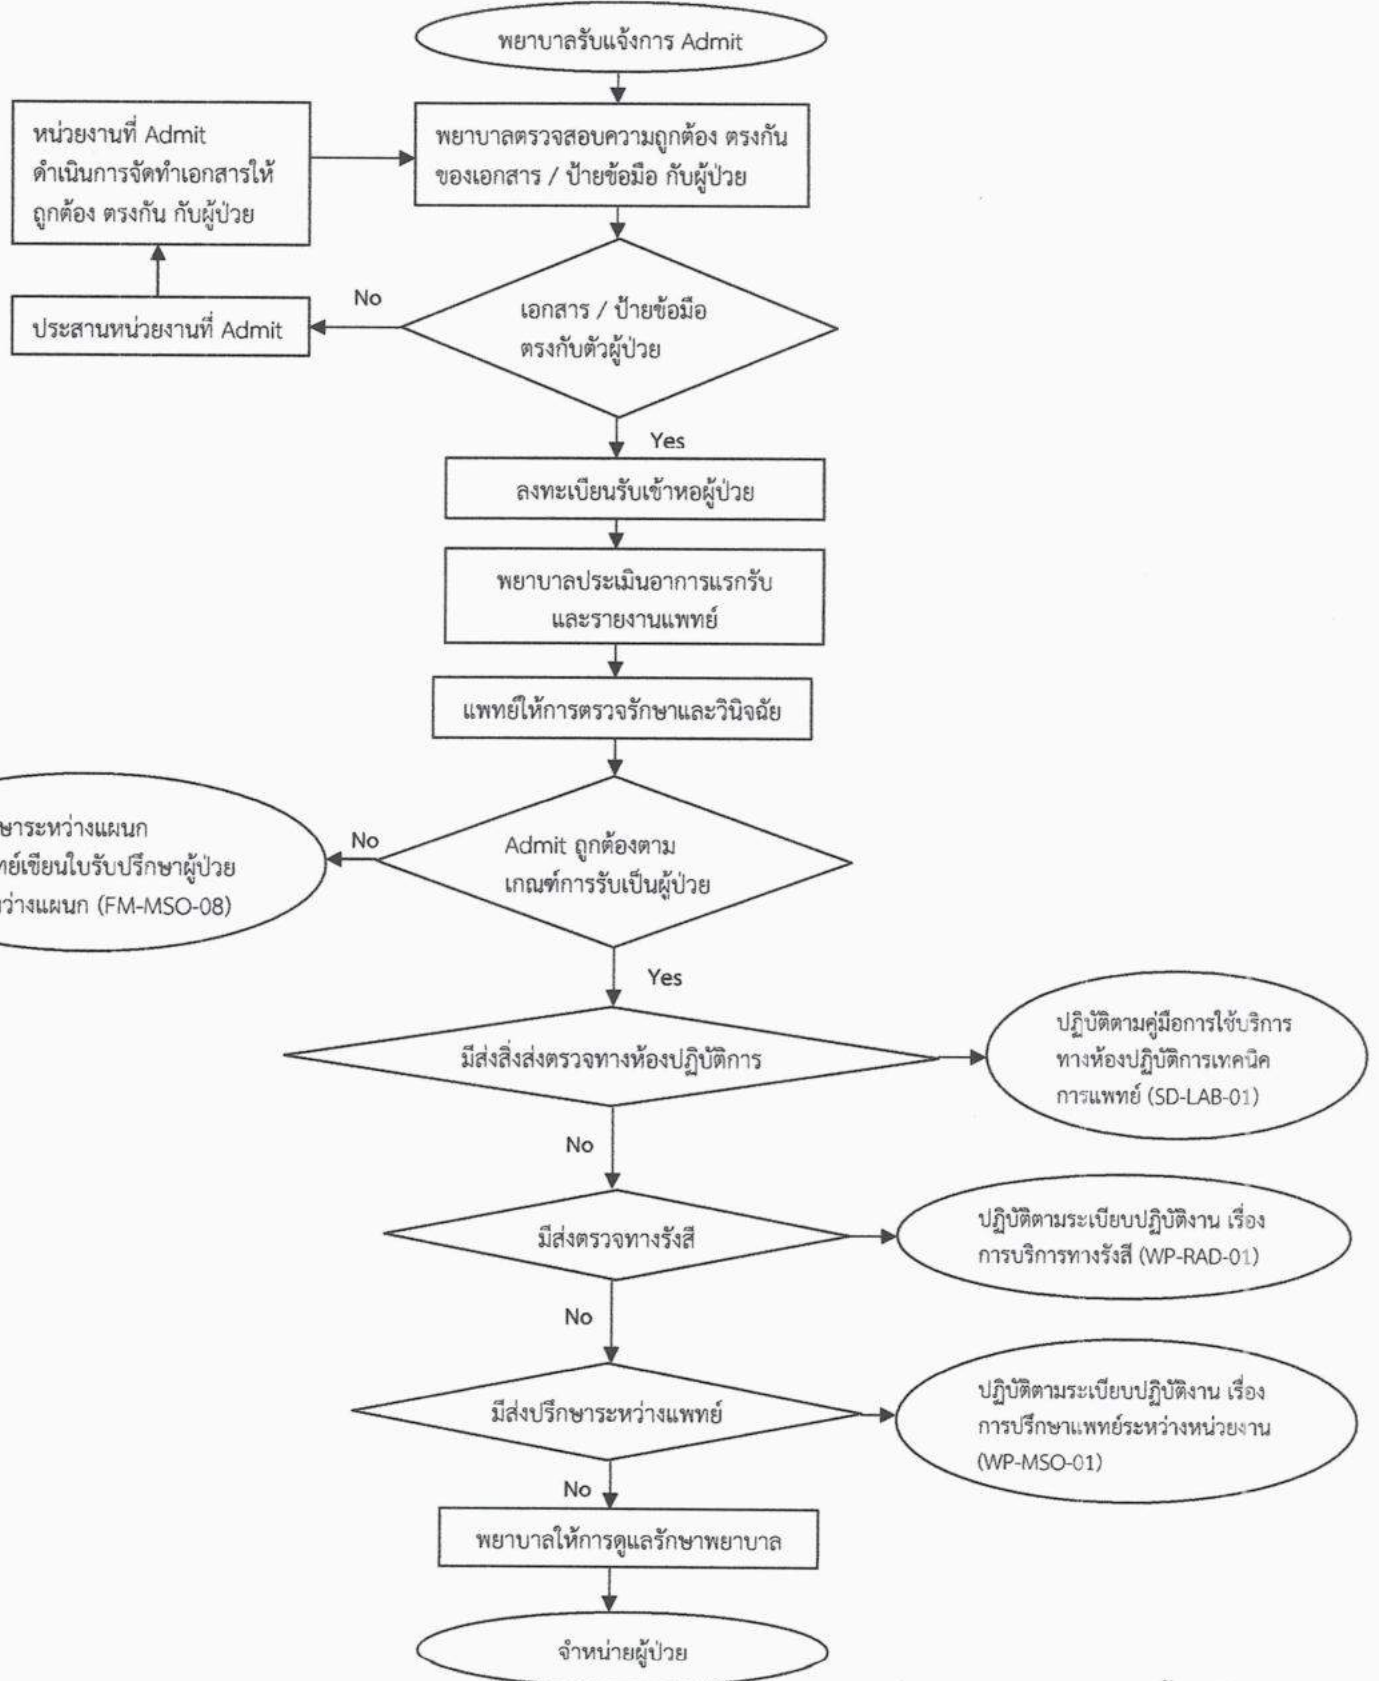 พยาบาลรับแจ้งการ Admit
หน่วยงานที่ Admit
ดำเนินการจัดทำเอกสารให้
ถูกต้อง ตรงกัน กับผู้ป่วย
พยาบาลตรวจสอบความถูกต้อง ตรงกัน
ของเอกสาร / ป้ายข้อมือ กับผู้ป่วย
ประสานหน่วยงานที่ Admit
No
เอกสาร / ป้ายข้อมือ
ตรงกับตัวผู้ป่วย
Yes
ลงทะเบียนรับเข้าหอผู้ป่วย
พยาบาลประเมินอาการแรกรับ
และรายงานแพทย์
แพทย์ให้การตรวจรักษาและวินิจฉัย
ษาระหว่างแผนก
ทย์เขียนใบรับปรึกษาผู้ป่วย
ว่างแผนก (FM-MSO-08)
No
Admit ถูกต้องตาม
เกณฑ์การรับเป็นผู้ป่วย
Yes
มีส่งสิ่งส่งตรวจทางห้องปฏิบัติการ
ปฏิบัติตามคู่มือการใช้บริการ
ทางห้องปฏิบัติการเทคนิค
การแพทย์ (SD-LAB-01)
No
มีส่งตรวจทางรังสี
ปฏิบัติตามระเบียบปฏิบัติงาน เรื่อง
การบริการทางรังสี (WP-RAD-01)
No
มีส่งปรึกษาระหว่างแพทย์
ปฏิบัติตามระเบียบปฏิบัติงาน เรื่อง
การปรึกษาแพทย์ระหว่างหน่วยงาน
(WP-MSO-01)
No
พยาบาลให้การดูแลรักษาพยาบาล
จำหน่ายผู้ป่วย